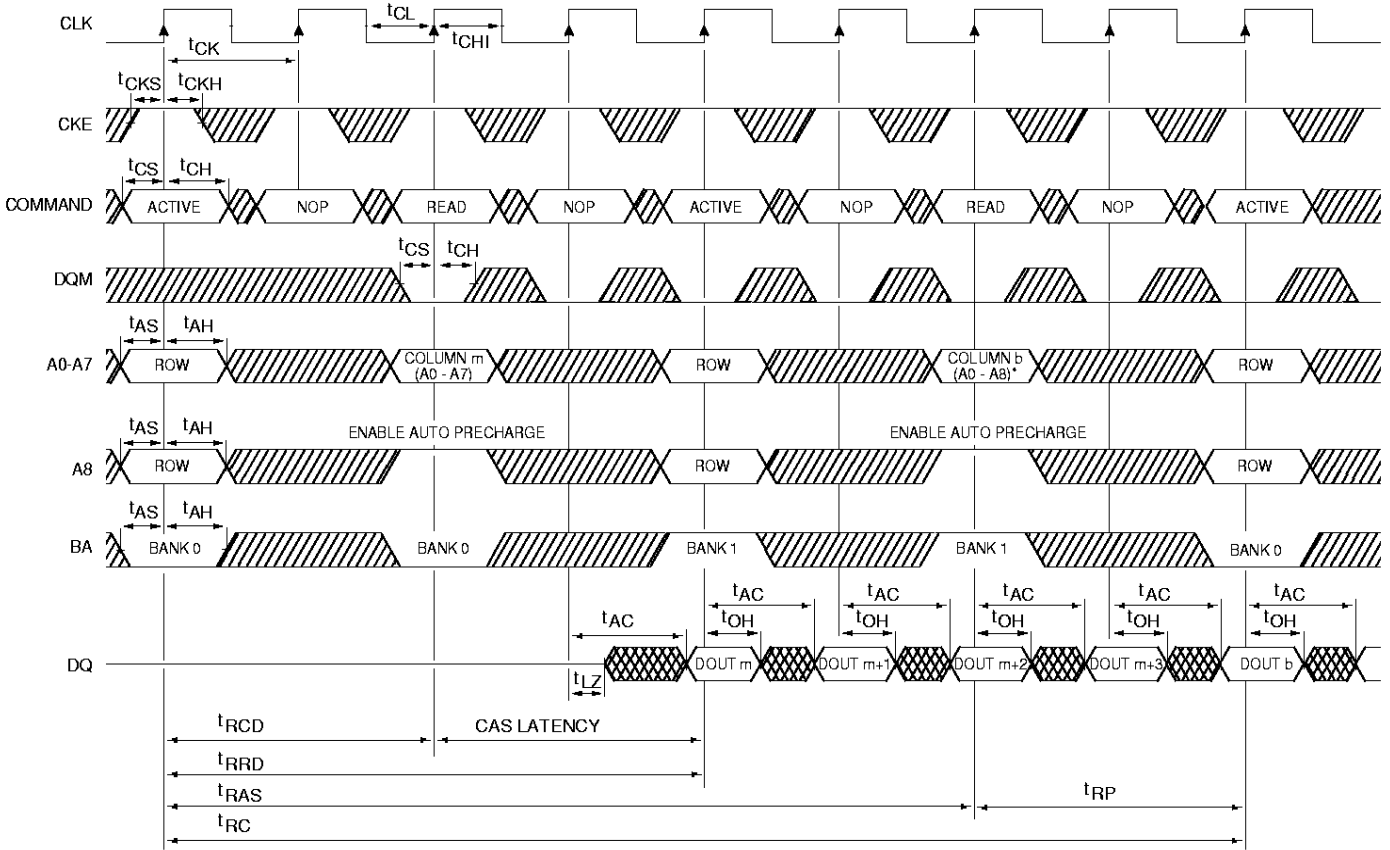 CLK
tCL
tCHI
tCK
tCKS tCKH
CKE
tCS tCH
COMMAND ACTIVE NOP READ NOP ACTIVE NOP READ NOP ACTIVE
tCS tCH
DQM
tAS tAH
A0-A7 ROW COLUMN m (A0 - A7) ROW COLUMN b (A0 - A8)* ROW
tAS tAH ENABLE AUTO PRECHARGE ENABLE AUTO PRECHARGE
A8 ROW ROW ROW
tAS tAH
BA BANK 0 BANK 0 BANK 1 BANK 1 BANK 0
tAC tAC tAC tAC tAC
tAC tOH tOH tOH tOH tOH
DQ DOUT m DOUT m+1 DOUT m+2 DOUT m+3 DOUT b
tLZ
tRCD CAS LATENCY
tRRD
tRAS tRP
tRC